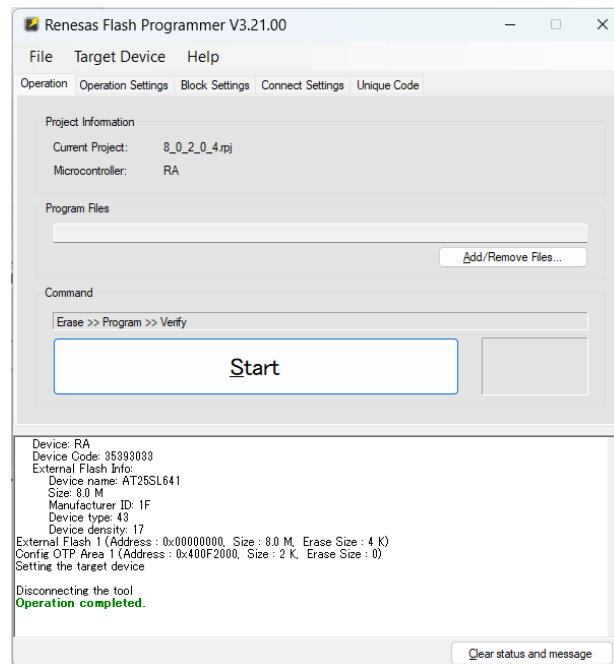 Renesas Flash Programmer V3.21.00
File Target Device Help
Operation Operation Settings Block Settings Connect Settings Unique Code
Project Information
Current Project: 8_0_2_0_4.rpj
Microcontroller: RA
Program Files
Add/Remove Files...
Command
Erase >> Program >> Verify
Start
Device: RA
Device Code: 35393033
External Flash Info:
Device name: AT25SL641
Size: 8.0 M
Manufacturer ID: 1F
Device type: 43
Device density: 17
External Flash 1 (Address : 0x00000000, Size : 8.0 M, Erase Size : 4 K)
Config OTP Area 1 (Address : 0x400F2000, Size : 2 K, Erase Size : 0)
Setting the target device
Disconnecting the tool
Operation completed.
Clear status and message